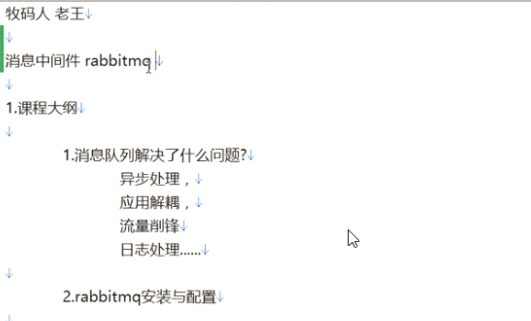 牧码人 老王
消息中间件 rabbitmq
1.课程大纲
1.消息队列解决了什么问题?
异步处理，
应用解耦，
流量削锋
日志处理......
2.rabbitmq安装与配置